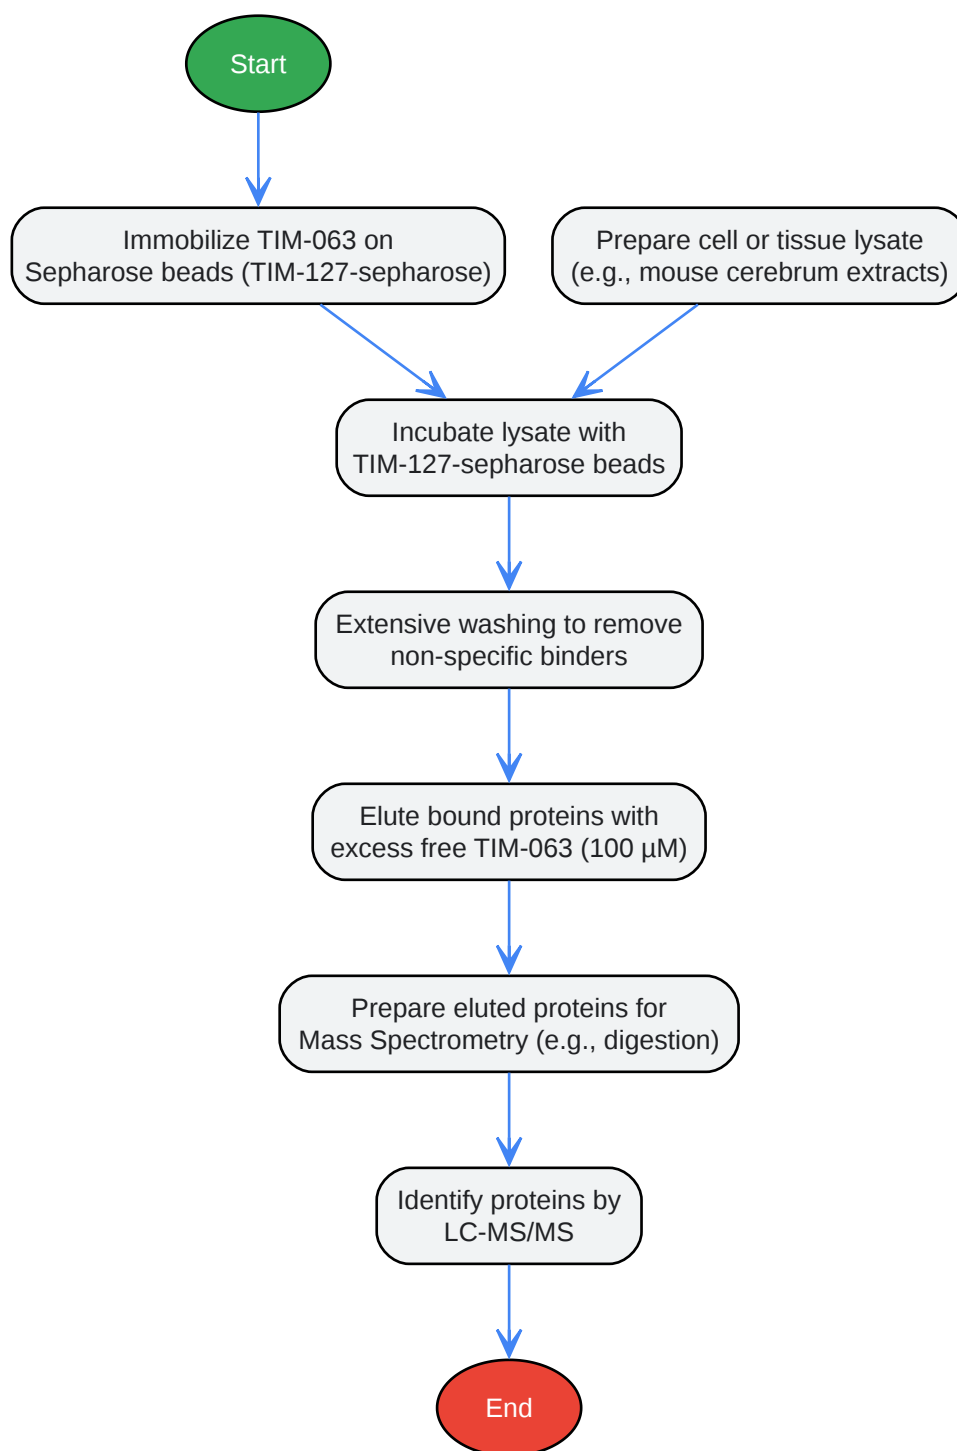 Start
Immobilize TIM-063 on
Sepharose beads (TIM-127-sepharose)
Prepare cell or tissue lysate
(e.g., mouse cerebrum extracts)
Incubate lysate with
TIM-127-sepharose beads
Extensive washing to remove
non-specific binders
Elute bound proteins with
excess free TIM-063 (100 µM)
Prepare eluted proteins for
Mass Spectrometry (e.g., digestion)
Identify proteins by
LC-MS/MS
End